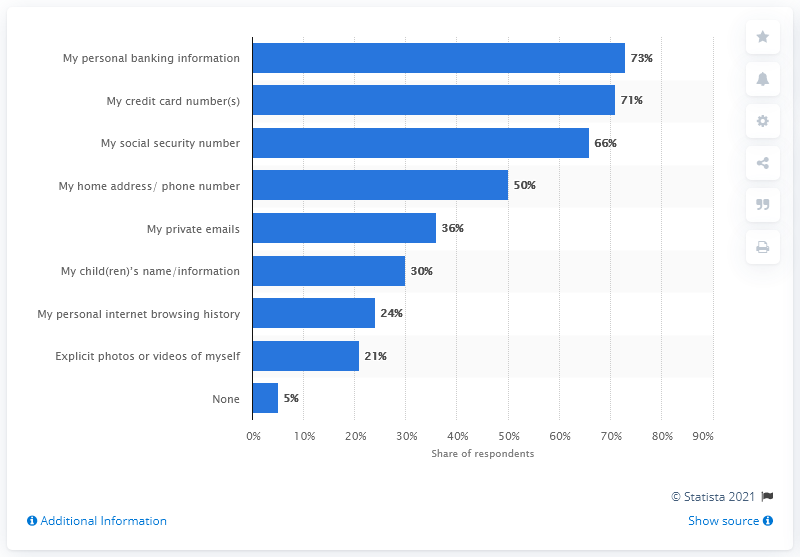 My personal banking information 73%
My credit card number(s) 71%
My social security number 66%
My home address/ phone number 50%
My private emails 36%
My child(ren)'s name/information 30%
My personal internet browsing history 24%
Explicit photos or videos of myself 21%
None 5%
0% 10% 20% 30% 40% 50% 60% 70% 80% 90%
Share of respondents
© Statista 2021
Additional Information Show source